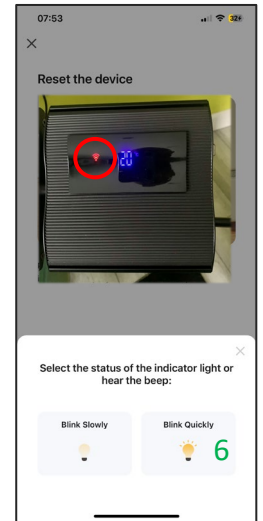 07:53
32
Reset the device
20
Select the status of the indicator light or
hear the beep:
Blink Slowly
Blink Quickly
6